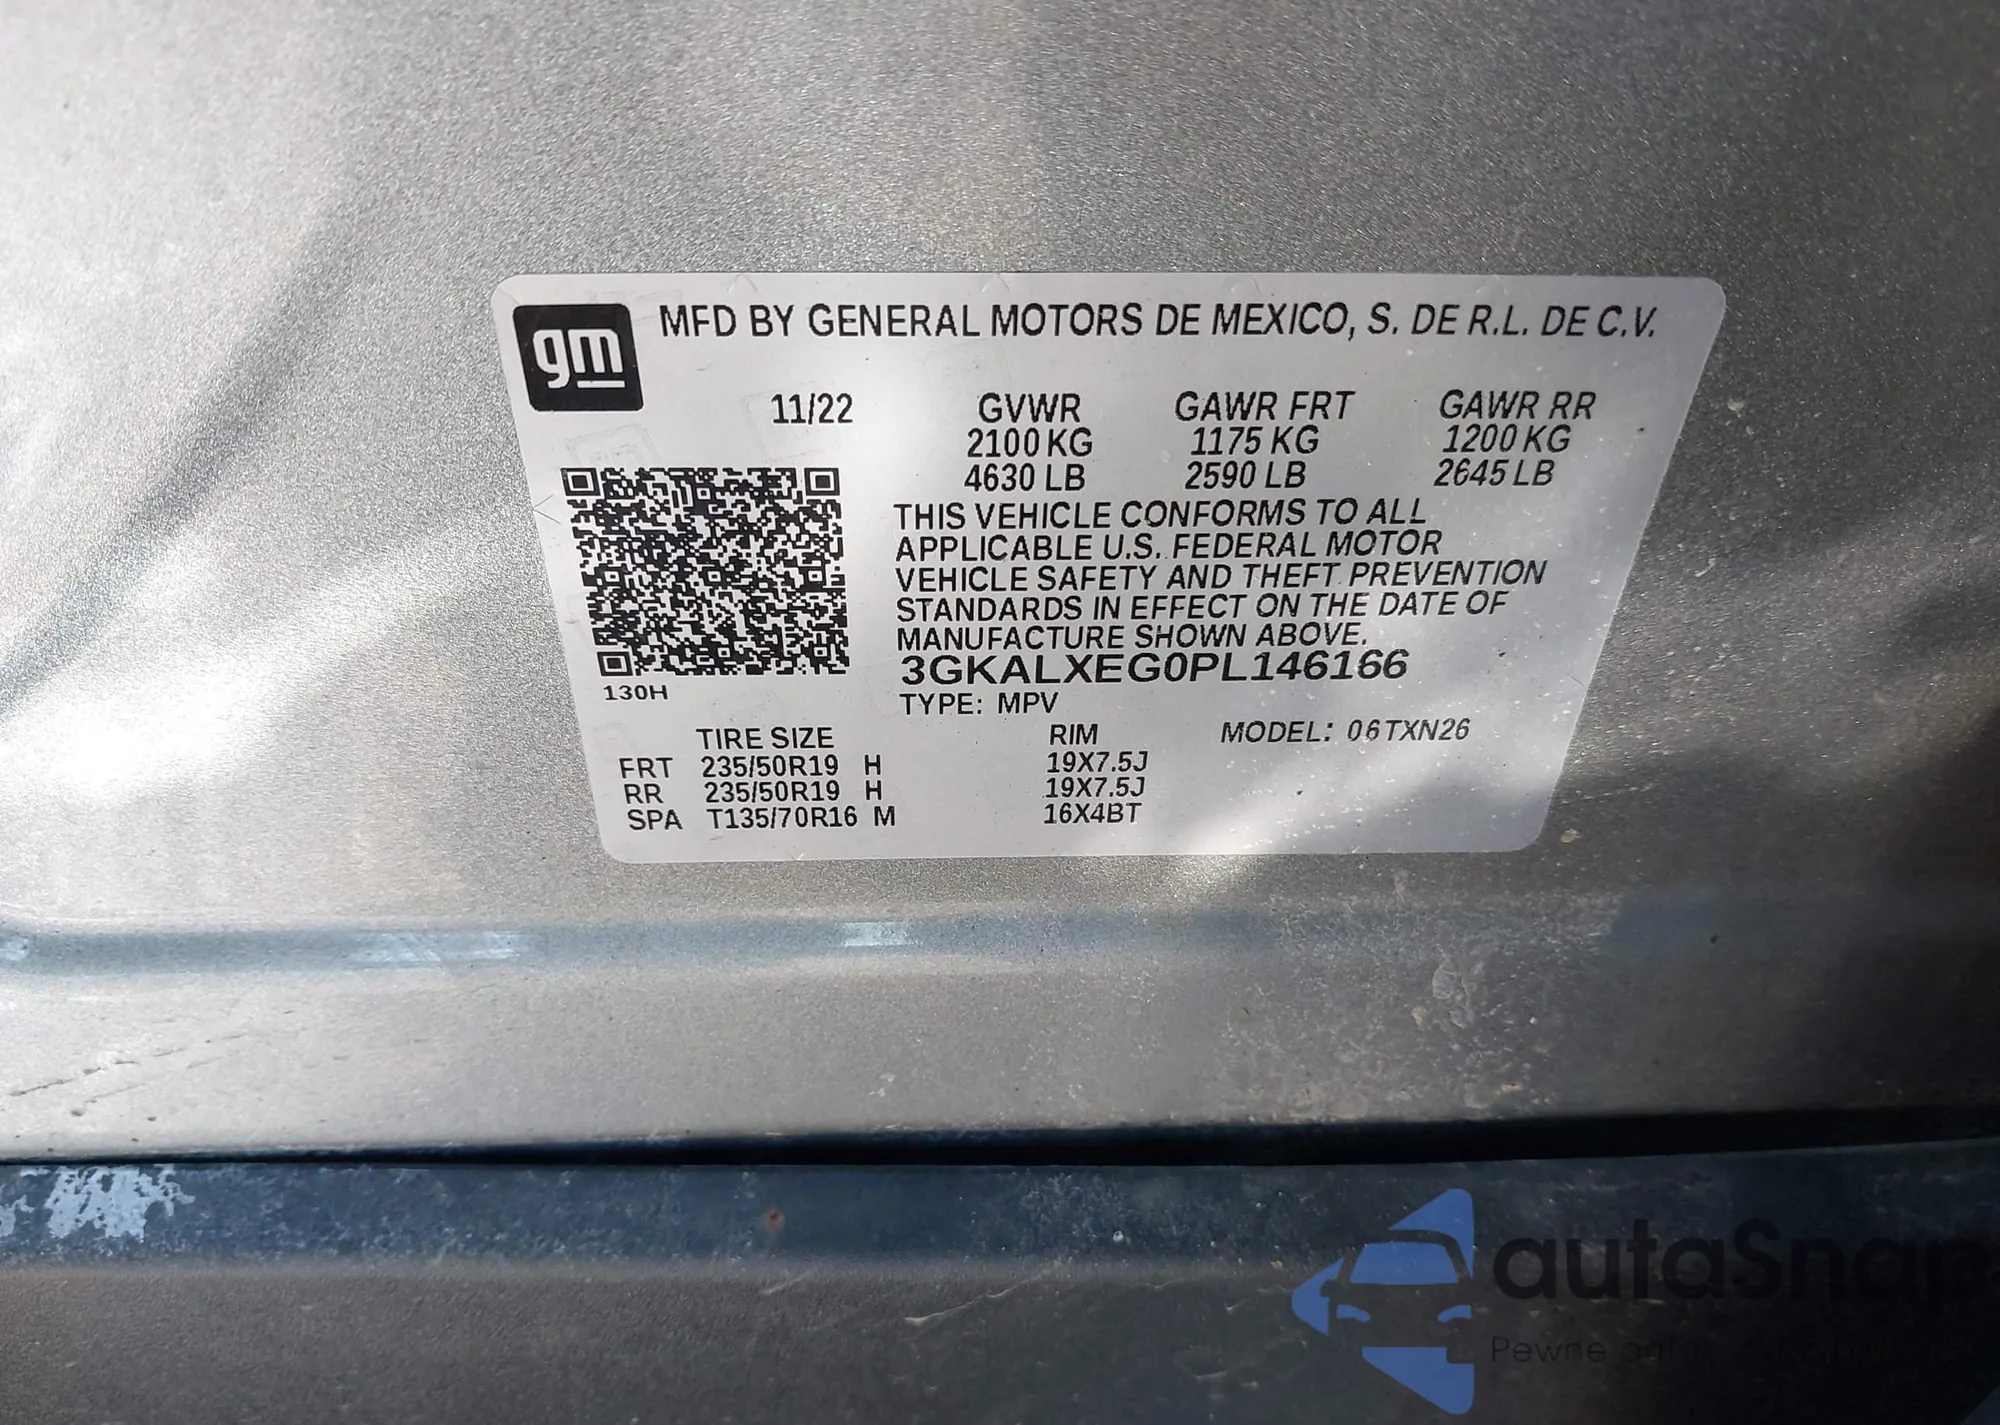 gm MFD BY GENERAL MOTORS DE MEXICO, S. DE R.L. DE C.V.
11/22 GVWR GAWR FRT GAWR RR
2100 KG 1175 KG 1200 KG
4630 LB 2590 LB 2645 LB
THIS VEHICLE CONFORMS TO ALL
APPLICABLE U.S. FEDERAL MOTOR
VEHICLE SAFETY AND THEFT PREVENTION
STANDARDS IN EFFECT ON THE DATE OF
MANUFACTURE SHOWN ABOVE.
3GKALXEG0PL146166
130H
TYPE: MPV
TIRE SIZE RIM MODEL: 06TXN26
FRT 235/50R19 H 19X7.5J
RR 235/50R19 H 19X7.5J
SPA T135/70R16 M 16X4BT
autaSnap
Pewne auto